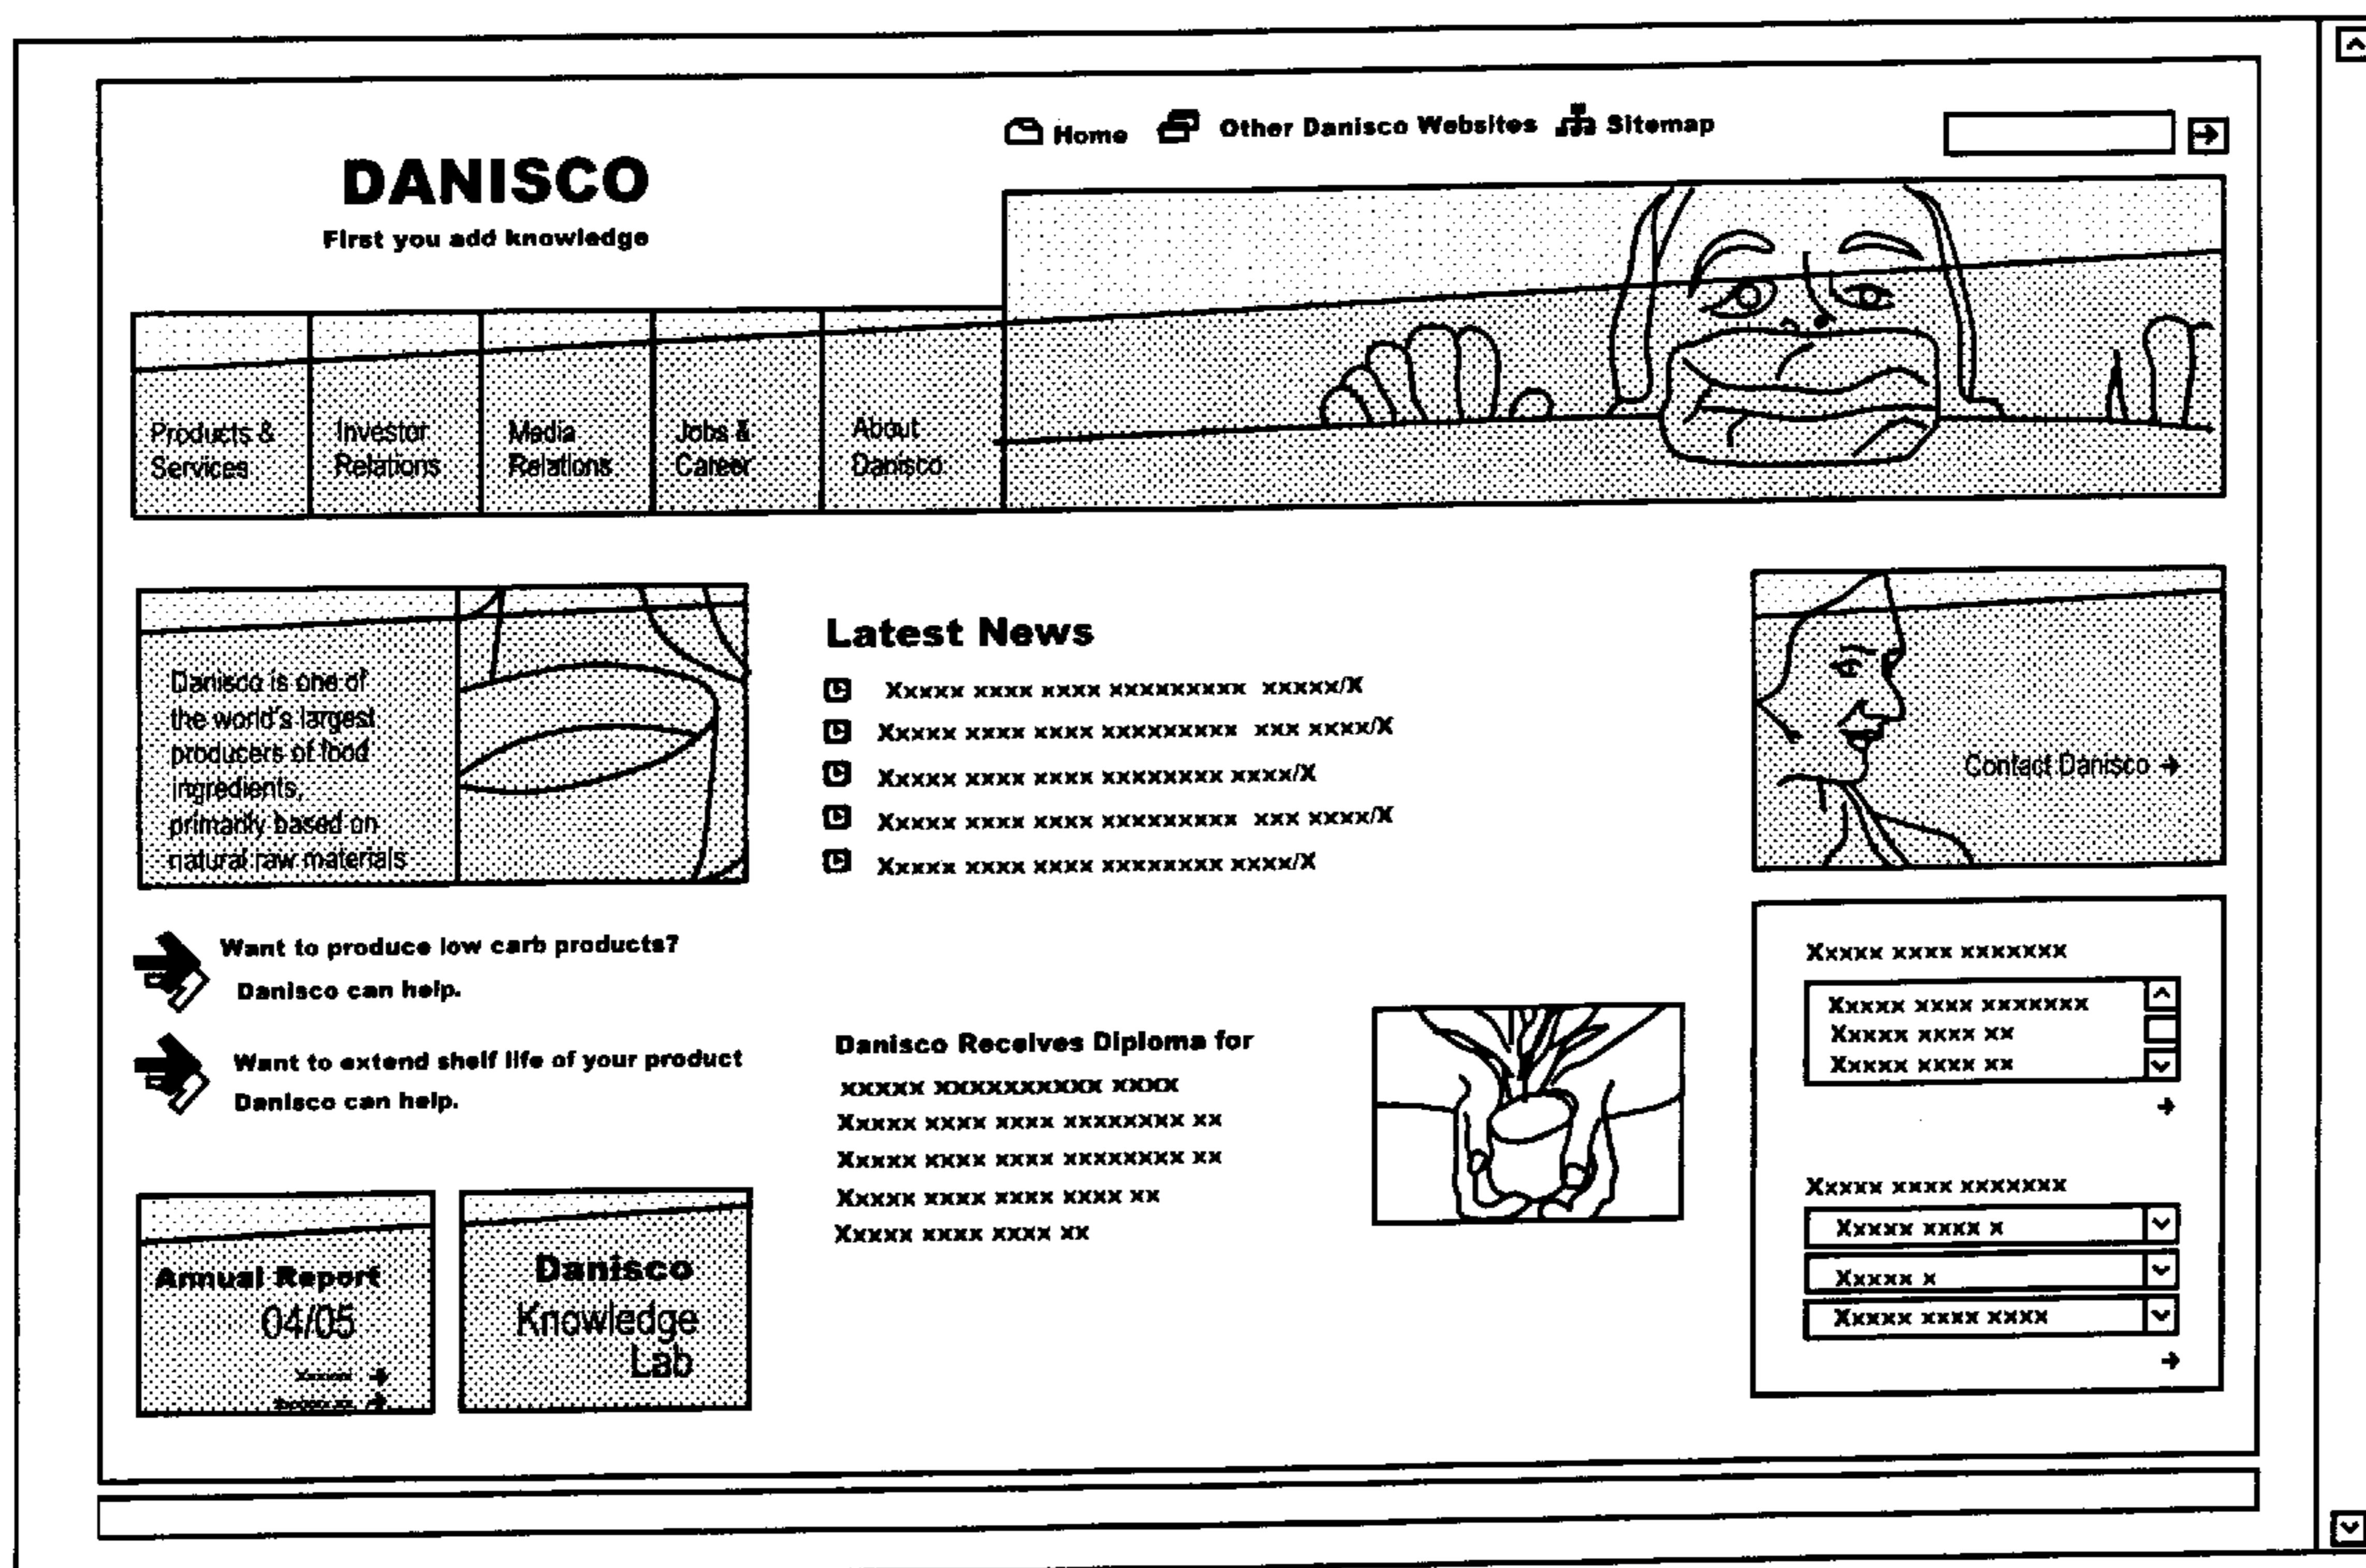 Home
Other Danisco Websites
Sitemap
DANISCO
First you add knowledge
Products &
Services
Investor
Relations
Media
Relations
Jobs &
Career
About
Danisco
Danisco is one of
the world's largest
producers of food
ingredients,
primarily based on
natural raw materials
Want to produce low carb products?
Danisco can help.
Want to extend shelf life of your product
Danisco can help.
Annual Report
04/05
Danisco
Knowledge
Lab
Latest News
Xxxxx xxxx xxxx xxxxxxxxx xxxxx/X
Xxxxx xxxx xxxx xxxxxxxxx xxx xxxx/X
Xxxxx xxxx xxxx xxxxxxxx xxxx/X
Xxxxx xxxx xxxx xxxxxxxxx xxx xxxx/X
Xxxxx xxxx xxxx xxxxxxxx xxxx/X
Danisco Receives Diploma for
xxxxx xxxxxxxxxx xxxx
Xxxxx xxxx xxxx xxxxxxxx xx
Xxxxx xxxx xxxx xxxxxxxx xx
Xxxxx xxxx xxxx xxxx xx
Xxxxx xxxx xxxx xx
Contact Danisco
Xxxxx xxxx xxxxxxx
Xxxxx xxxx xxxxxxx
Xxxxx xxxx xx
Xxxxx xxxx xx
Xxxxx xxxx xxxxxxx
Xxxxx xxxx x
Xxxxx x
Xxxxx xxxx xxxx